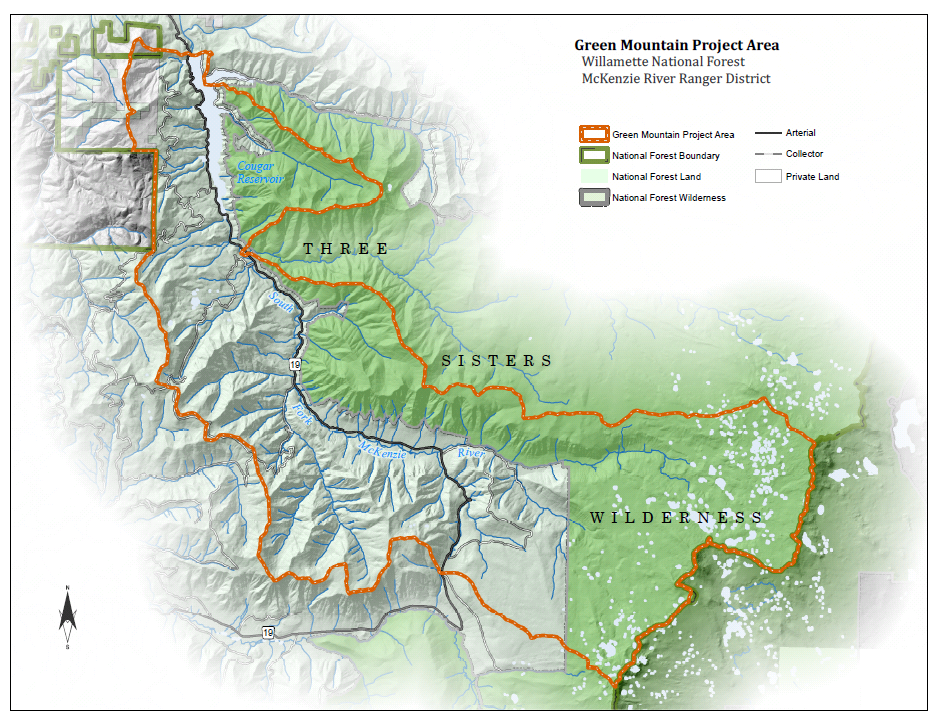 Green Mountain Project Area
Willamette National Forest
McKenzie River Ranger District
Green Mountain Project Area
National Forest Boundary
National Forest Land
National Forest Wilderness
Arterial
Collector
Private Land
Cougar
Reservoir
THREE
South
SISTERS
19
Fork
McKenzie
River
WILDERNESS
N
S
19